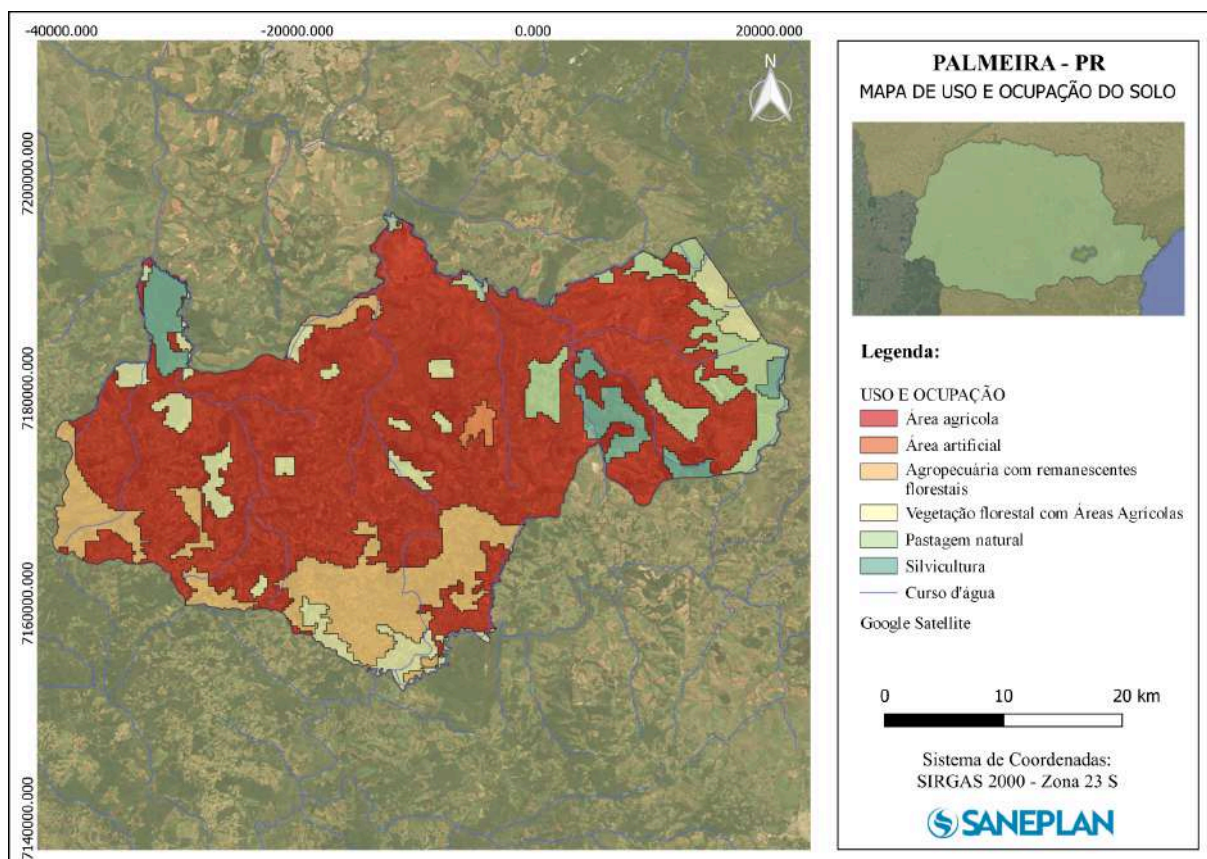 -40000.000
-20000.000
0.000
20000.000
7200000.000
7180000.000
7160000.000
7140000.000
N
PALMEIRA - PR
MAPA DE USO E OCUPAÇÃO DO SOLO
Legenda:
USO E OCUPAÇÃO
Área agrícola
Área artificial
Agropecuária com remanescentes
florestais
Vegetação florestal com Áreas Agrícolas
Pastagem natural
Silvicultura
Curso d'água
Google Satellite
0 10 20 km
Sistema de Coordenadas:
SIRGAS 2000 - Zona 23 S
SANEPLAN